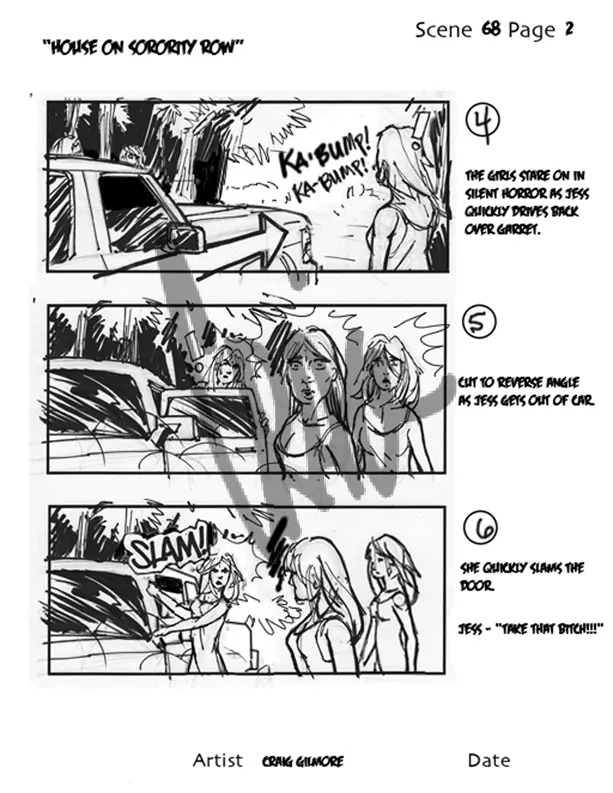 Scene 68 Page 2
"HOUSE ON SORORITY ROW"
KA-BUMP!
KA-BUMP!
4
THE GIRLS STARE ON IN
SILENT HORROR AS JESS
QUICKLY DRIVES BACK
OVER GARRET.
5
CUT TO REVERSE ANGLE
AS JESS GETS OUT OF CAR.
SLAM!
6
SHE QUICKLY SLAMS THE
DOOR.
JESS - "TAKE THAT BITCH!!!"
Artist CRAIG GILMORE Date